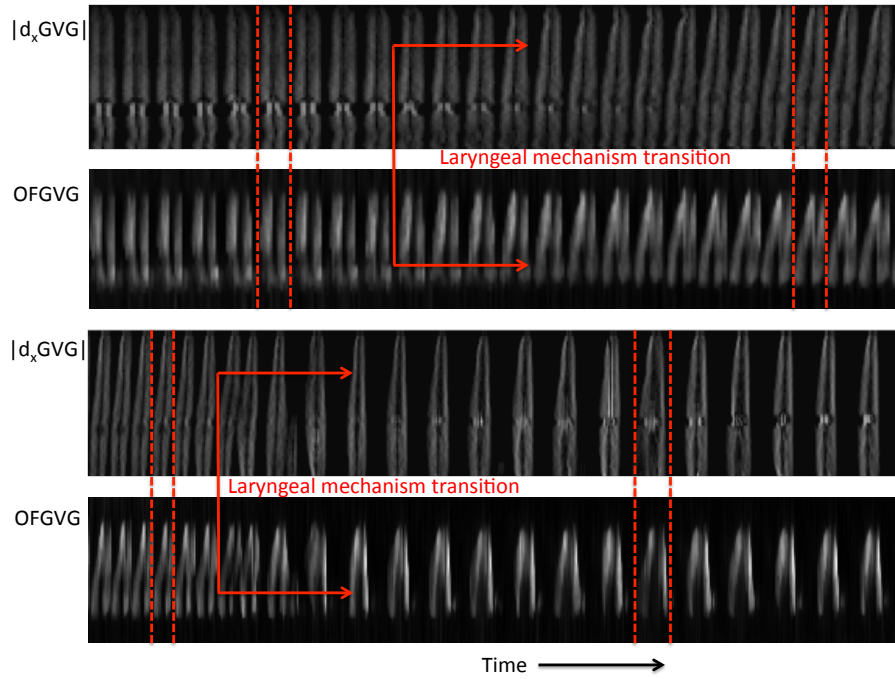 |dₓGVG|
Laryngeal mechanism transition
OFGVG
|dₓGVG|
Laryngeal mechanism transition
OFGVG
Time